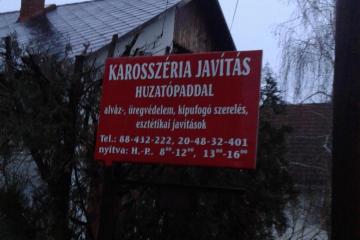 KAROSSZÉRIA JAVÍTÁS
HUZATÓPADDAL
alváz-, üregvédelem, kipufogó szerelés,
esztétikai javítások
Tel.: 88-432-222, 20-48-32-401
nyitva: H.-P.. 8⁰⁰-12⁰⁰, 13⁰⁰-16⁰⁰